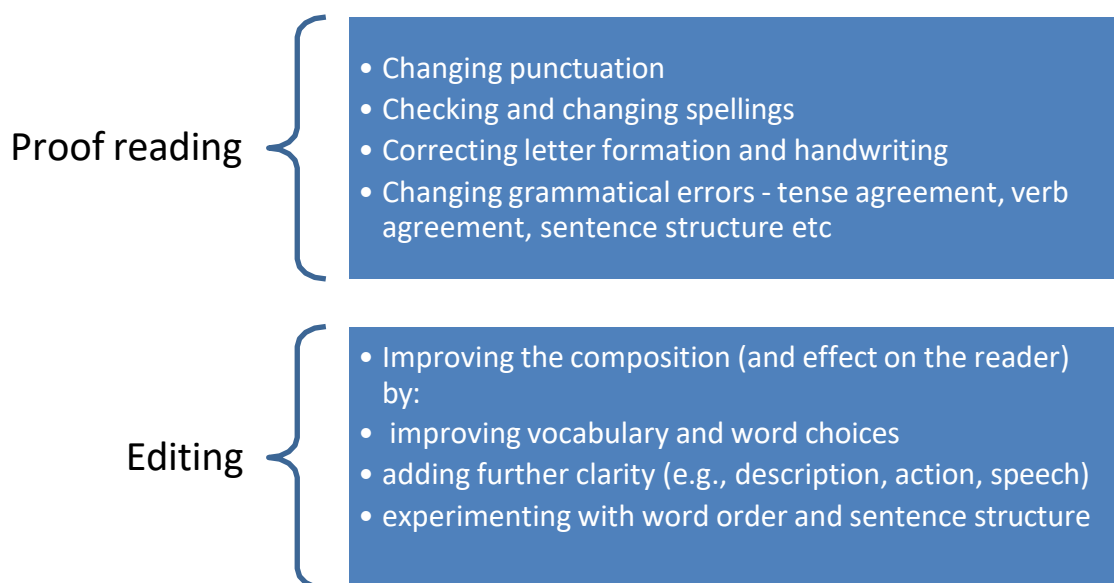 Proof reading
• Changing punctuation
• Checking and changing spellings
• Correcting letter formation and handwriting
• Changing grammatical errors - tense agreement, verb
agreement, sentence structure etc
Editing
• Improving the composition (and effect on the reader)
by:
• improving vocabulary and word choices
• adding further clarity (e.g., description, action, speech)
• experimenting with word order and sentence structure